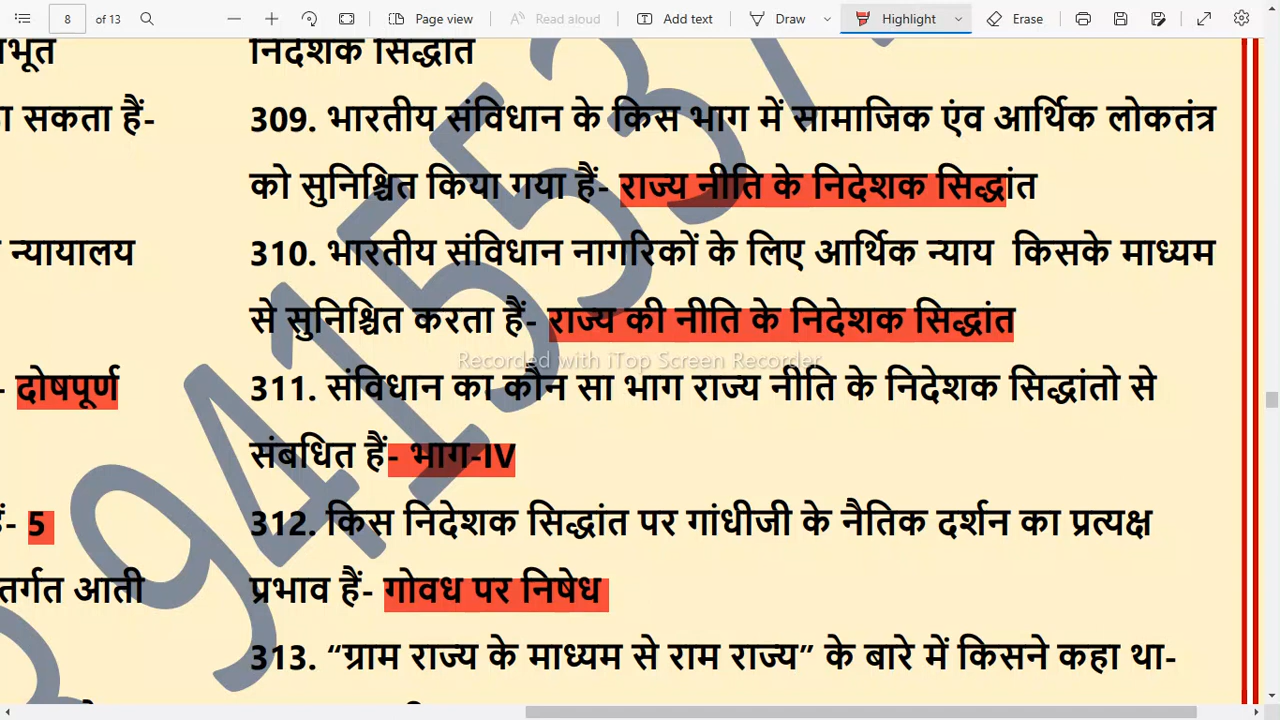 8 of 13 Page view Read aloud Add text Draw Highlight Erase
भूत
ा सकता हैं-
न्यायालय
- दोषपूर्ण
हैं- 5
तर्गत आती
निदेशक सिद्धांत
309. भारतीय संविधान के किस भाग में सामाजिक एंव आर्थिक लोकतंत्र
को सुनिश्चित किया गया हैं- राज्य नीति के निदेशक सिद्धांत
310. भारतीय संविधान नागरिकों के लिए आर्थिक न्याय किसके माध्यम
से सुनिश्चित करता हैं- राज्य की नीति के निदेशक सिद्धांत
Recorded with iTop Screen Recorder
311. संविधान का कौन सा भाग राज्य नीति के निदेशक सिद्धांतो से
संबधित हैं- भाग-IV
312. किस निदेशक सिद्धांत पर गांधीजी के नैतिक दर्शन का प्रत्यक्ष
प्रभाव हैं- गोवध पर निषेध
313. “ग्राम राज्य के माध्यम से राम राज्य” के बारे में किसने कहा था-
941553